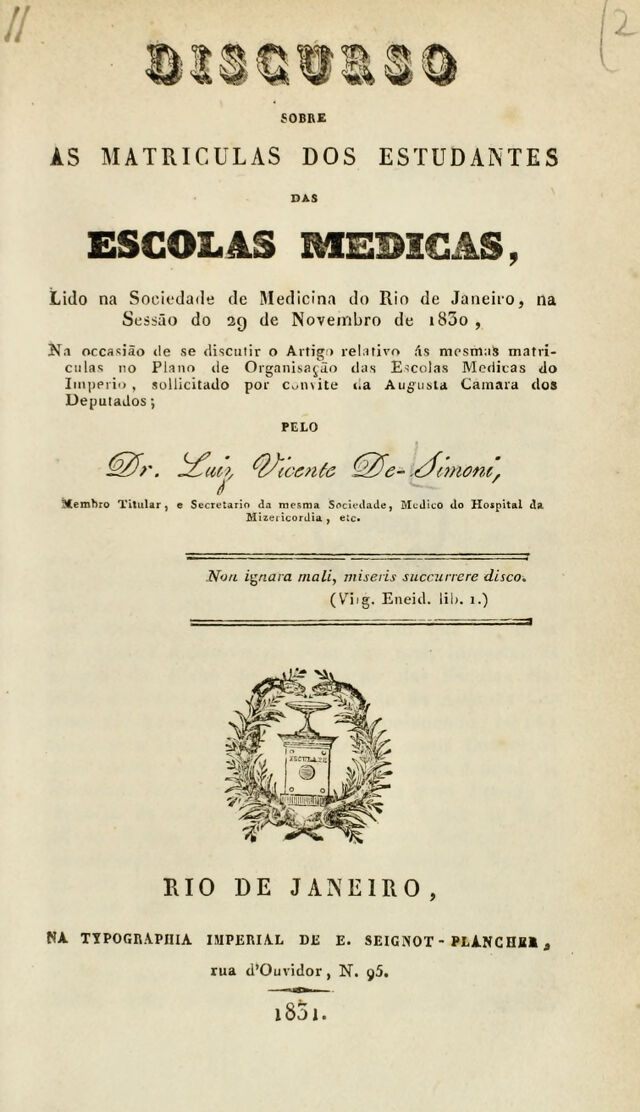 11
(2
DISCURSO
SOBRE
AS MATRICULAS DOS ESTUDANTES
DAS
ESCOLAS MEDICAS,
Lido na Sociedade de Medicina do Rio de Janeiro, na
Sessão do 29 de Novembro de 1830,
Na occasião de se discutir o Artigo relativo ás mesmas matri-
culas no Plano de Organisação das Escolas Medicas do
Imperio, sollicitado por convite da Augusta Camara dos
Deputados;
PELO
Dr. Luiz Vicente De-Simoni,
Membro Titular, e Secretario da mesma Sociedade, Medico do Hospital da
Mizericordia, etc.
Non ignara mali, miseris succurrere disco.
(Virg. Eneid. lib. 1.)
ESCULAPE
RIO DE JANEIRO,
NA TYPOGRAPHIA IMPERIAL DE E. SEIGNOT-PLANCHER,
rua d'Ouvidor, N. 95.
1831.